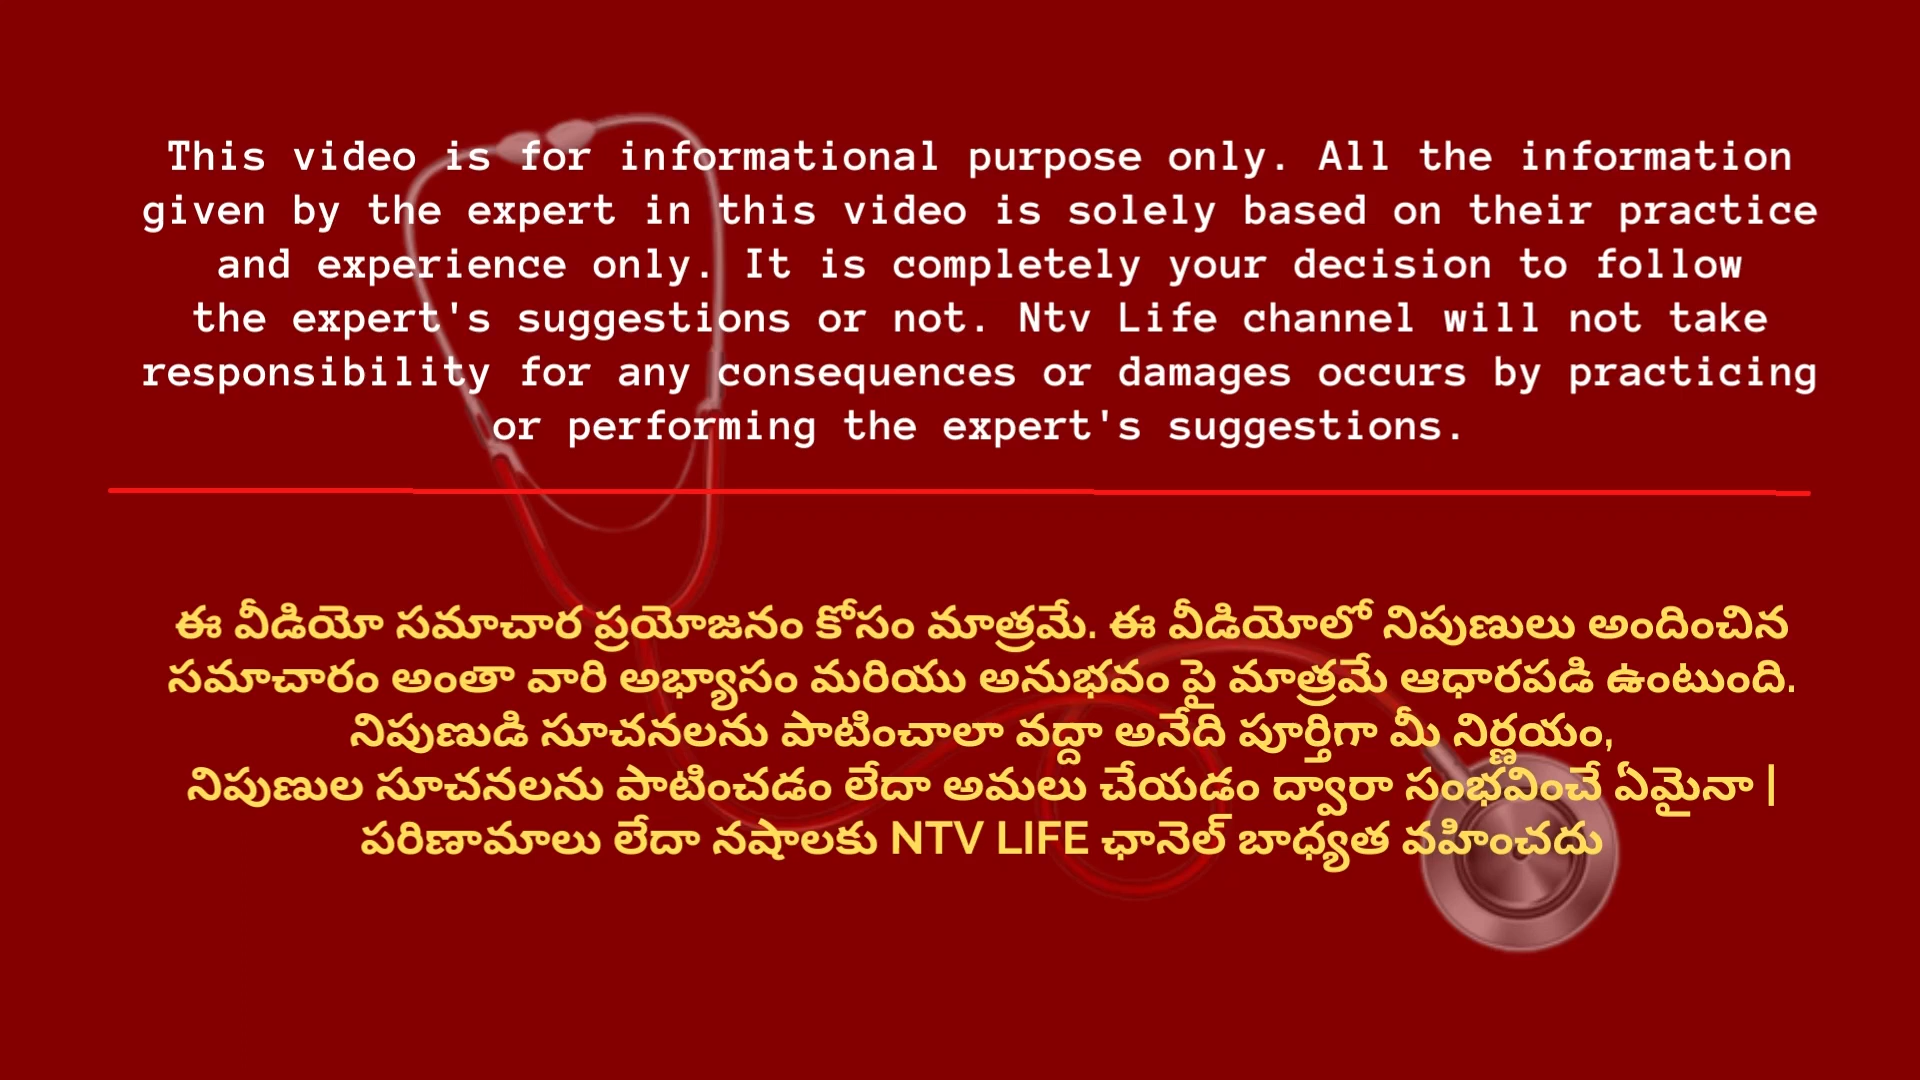 This video is for informational purpose only. All the information
given by the expert in this video is solely based on their practice
and experience only. It is completely your decision to follow
the expert's suggestions or not. Ntv Life channel will not take
responsibility for any consequences or damages occurs by practicing
or performing the expert's suggestions.
ఈ వీడియో సమాచార ప్రయోజనం కోసం మాత్రమే. ఈ వీడియోలో నిపుణులు అందించిన
సమాచారం అంతా వారి అభ్యాసం మరియు అనుభవం పై మాత్రమే ఆధారపడి ఉంటుంది.
నిపుణుడి సూచనలను పాటించాలా వద్దా అనేది పూర్తిగా మీ నిర్ణయం,
నిపుణుల సూచనలను పాటించడం లేదా అమలు చేయడం ద్వారా సంభవించే ఏమైనా |
పరిణామాలు లేదా నషాలకు NTV LIFE ఛానెల్ బాధ్యత వహించదు